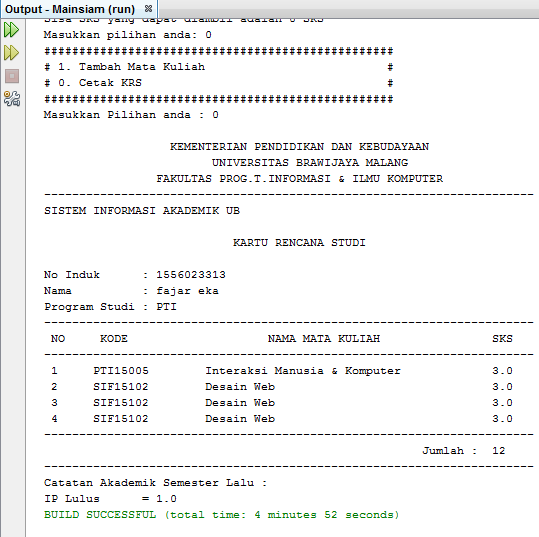 Output - Mainsiam (run)
Sisa SKS yang dapat diambil adalah 0 SKS
Masukkan pilihan anda: 0
##################################################
# 1. Tambah Mata Kuliah                          #
# 0. Cetak KRS                                   #
##################################################
Masukkan Pilihan anda : 0
KEMENTERIAN PENDIDIKAN DAN KEBUDAYAAN
UNIVERSITAS BRAWIJAYA MALANG
FAKULTAS PROG.T.INFORMASI & ILMU KOMPUTER
----------------------------------------------------------------------
SISTEM INFORMASI AKADEMIK UB
KARTU RENCANA STUDI
No Induk      : 1556023313
Nama          : fajar eka
Program Studi : PTI
----------------------------------------------------------------------
NO     KODE                    NAMA MATA KULIAH                SKS
----------------------------------------------------------------------
1     PTI15005        Interaksi Manusia & Komputer             3.0
2     SIF15102        Desain Web                               3.0
3     SIF15102        Desain Web                               3.0
4     SIF15102        Desain Web                               3.0
----------------------------------------------------------------------
Jumlah :  12
----------------------------------------------------------------------
Catatan Akademik Semester Lalu :
IP Lulus      = 1.0
BUILD SUCCESSFUL (total time: 4 minutes 52 seconds)